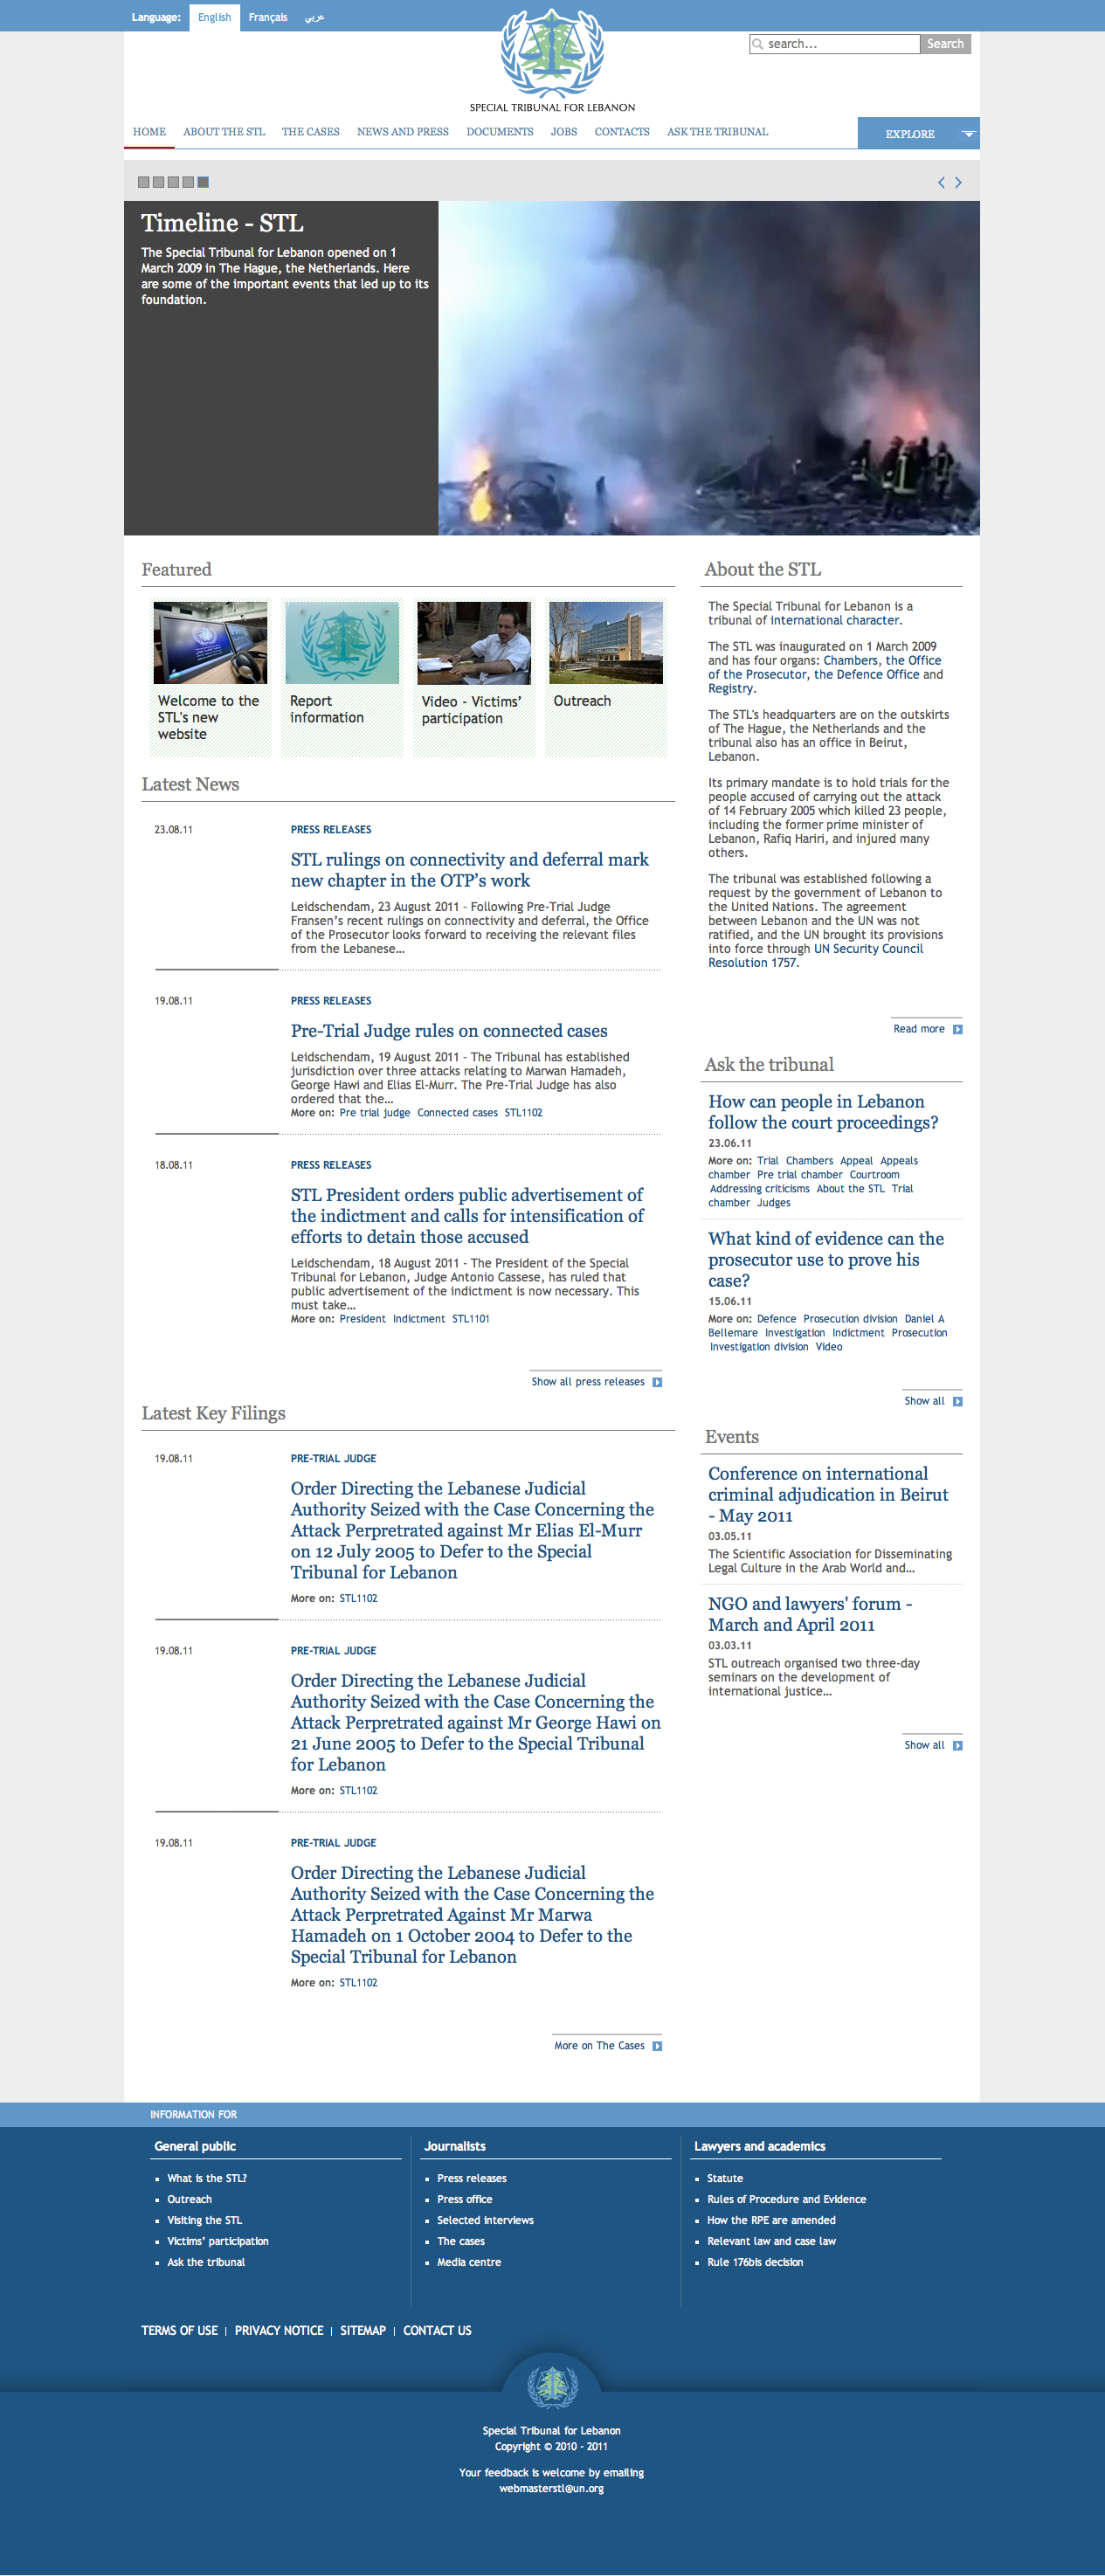 Language: English Français عربي
SPECIAL TRIBUNAL FOR LEBANON
search...
Search
HOME ABOUT THE STL THE CASES NEWS AND PRESS DOCUMENTS JOBS CONTACTS ASK THE TRIBUNAL EXPLORE
Timeline - STL
The Special Tribunal for Lebanon opened on 1
March 2009 in The Hague, the Netherlands. Here
are some of the important events that led up to its
foundation.
Featured
Welcome to the
STL's new
website
Report
information
Video - Victims’
participation
Outreach
Latest News
23.08.11
PRESS RELEASES
STL rulings on connectivity and deferral mark
new chapter in the OTP’s work
Leidschendam, 23 August 2011 - Following Pre-Trial Judge
Fransen’s recent rulings on connectivity and deferral, the Office
of the Prosecutor looks forward to receiving the relevant files
from the Lebanese...
19.08.11
PRESS RELEASES
Pre-Trial Judge rules on connected cases
Leidschendam, 19 August 2011 - The Tribunal has established
jurisdiction over three attacks relating to Marwan Hamadeh,
George Hawi and Elias El-Murr. The Pre-Trial Judge has also
ordered that the...
More on: Pre trial judge Connected cases STL1102
18.08.11
PRESS RELEASES
STL President orders public advertisement of
the indictment and calls for intensification of
efforts to detain those accused
Leidschendam, 18 August 2011 - The President of the Special
Tribunal for Lebanon, Judge Antonio Cassese, has ruled that
public advertisement of the indictment is now necessary. This
must take...
More on: President Indictment STL1101
Show all press releases
Latest Key Filings
19.08.11
PRE-TRIAL JUDGE
Order Directing the Lebanese Judicial
Authority Seized with the Case Concerning the
Attack Perpretrated against Mr Elias El-Murr
on 12 July 2005 to Defer to the Special
Tribunal for Lebanon
More on: STL1102
19.08.11
PRE-TRIAL JUDGE
Order Directing the Lebanese Judicial
Authority Seized with the Case Concerning the
Attack Perpretrated against Mr George Hawi on
21 June 2005 to Defer to the Special Tribunal
for Lebanon
More on: STL1102
19.08.11
PRE-TRIAL JUDGE
Order Directing the Lebanese Judicial
Authority Seized with the Case Concerning the
Attack Perpretrated Against Mr Marwa
Hamadeh on 1 October 2004 to Defer to the
Special Tribunal for Lebanon
More on: STL1102
More on The Cases
About the STL
The Special Tribunal for Lebanon is a
tribunal of international character.
The STL was inaugurated on 1 March 2009
and has four organs: Chambers, the Office
of the Prosecutor, the Defence Office and
Registry.
The STL's headquarters are on the outskirts
of The Hague, the Netherlands and the
tribunal also has an office in Beirut,
Lebanon.
Its primary mandate is to hold trials for the
people accused of carrying out the attack
of 14 February 2005 which killed 23 people,
including the former prime minister of
Lebanon, Rafiq Hariri, and injured many
others.
The tribunal was established following a
request by the government of Lebanon to
the United Nations. The agreement
between Lebanon and the UN was not
ratified, and the UN brought its provisions
into force through UN Security Council
Resolution 1757.
Read more
Ask the tribunal
How can people in Lebanon
follow the court proceedings?
23.06.11
More on: Trial Chambers Appeal Appeals
chamber Pre trial chamber Courtroom
Addressing criticisms About the STL Trial
chamber Judges
What kind of evidence can the
prosecutor use to prove his
case?
15.06.11
More on: Defence Prosecution division Daniel A
Bellemare Investigation Indictment Prosecution
Investigation division Video
Show all
Events
Conference on international
criminal adjudication in Beirut
- May 2011
03.05.11
The Scientific Association for Disseminating
Legal Culture in the Arab World and...
NGO and lawyers' forum -
March and April 2011
03.03.11
STL outreach organised two three-day
seminars on the development of
international justice...
Show all
INFORMATION FOR
General public
What is the STL?
Outreach
Visiting the STL
Victims’ participation
Ask the tribunal
Journalists
Press releases
Press office
Selected interviews
The cases
Media centre
Lawyers and academics
Statute
Rules of Procedure and Evidence
How the RPE are amended
Relevant law and case law
Rule 176bis decision
TERMS OF USE | PRIVACY NOTICE | SITEMAP | CONTACT US
Special Tribunal for Lebanon
Copyright © 2010 - 2011
Your feedback is welcome by emailing
webmasterstl@un.org